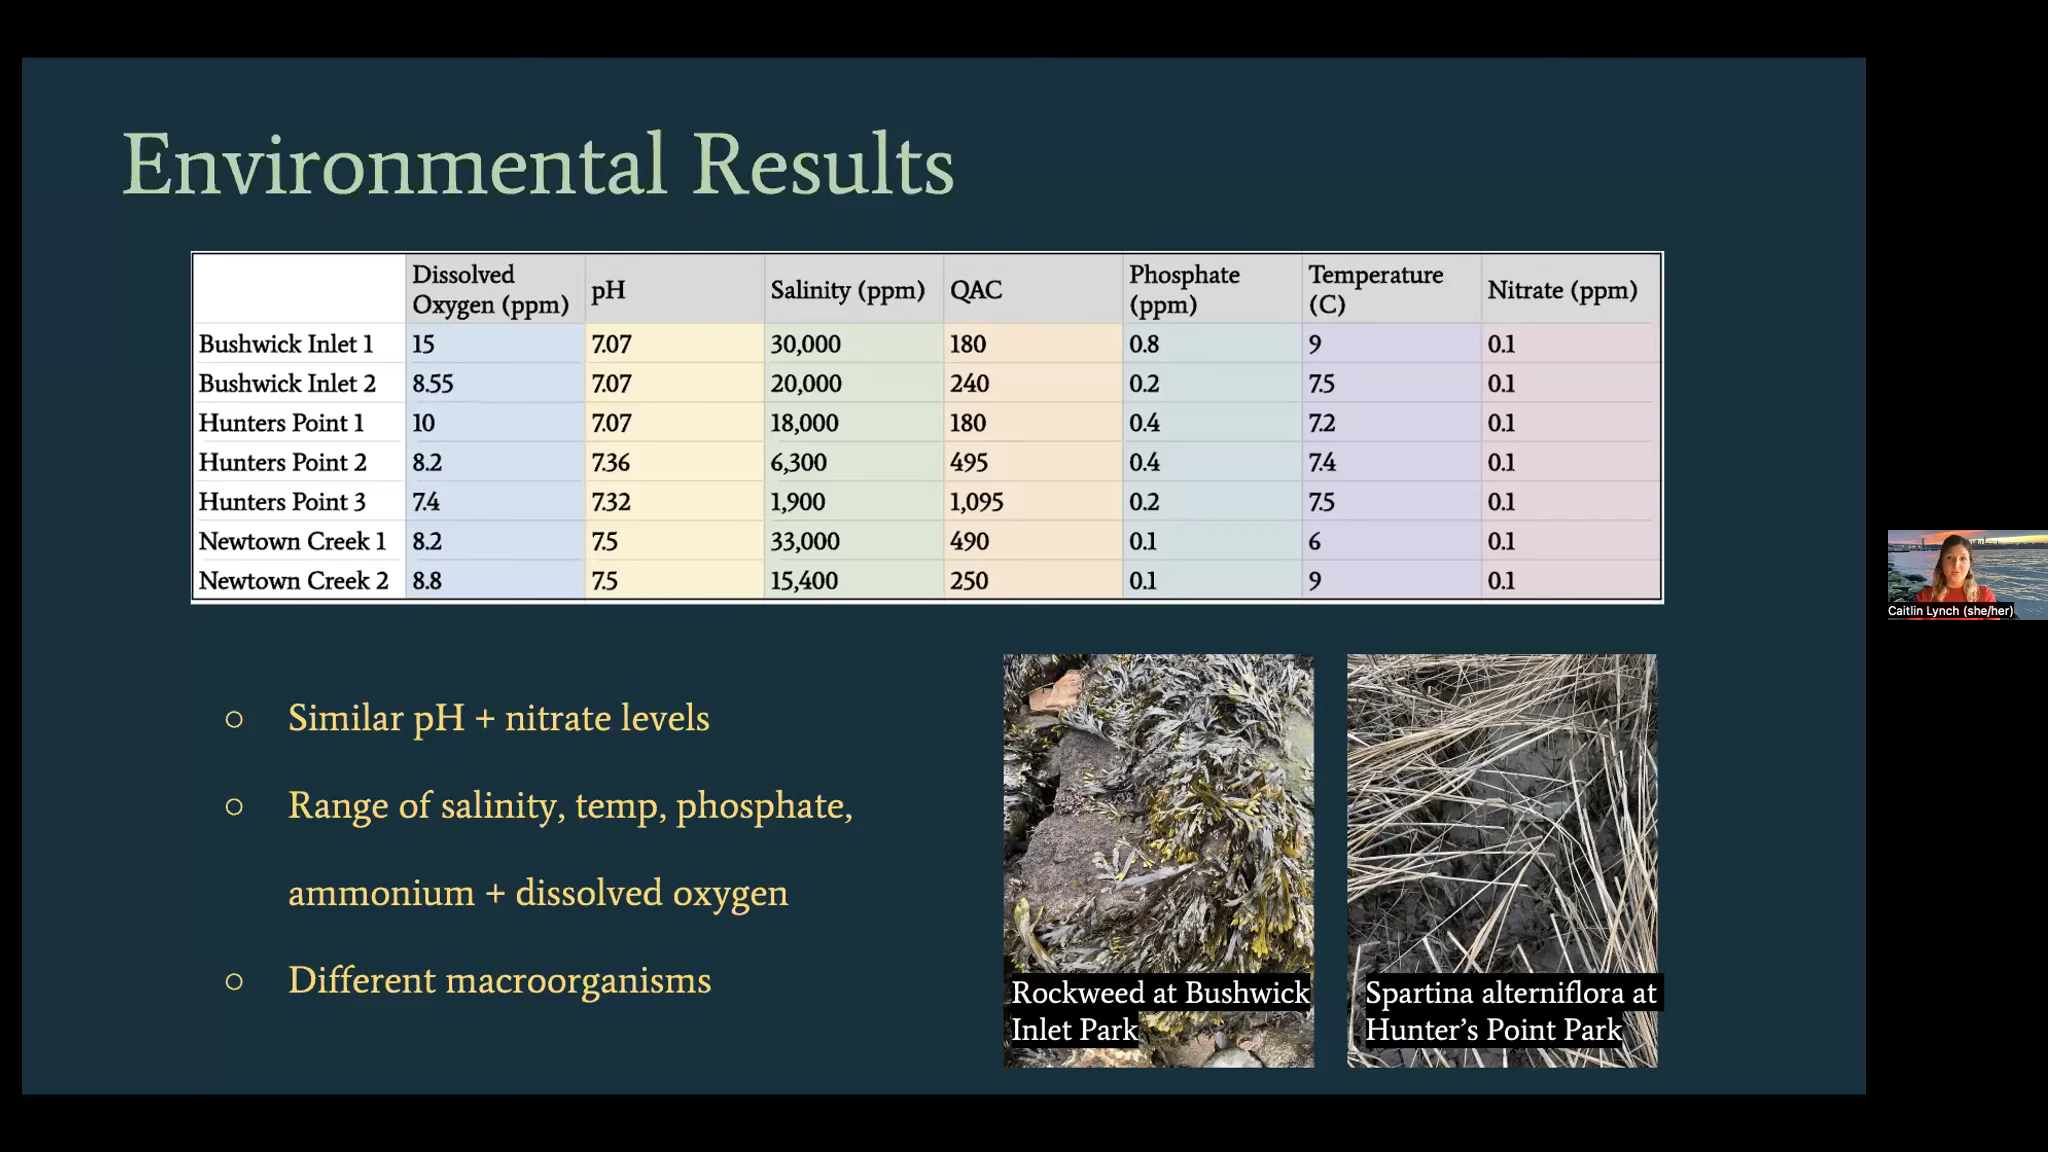 Environmental Results
Dissolved Oxygen (ppm) pH Salinity (ppm) QAC Phosphate (ppm) Temperature (C) Nitrate (ppm)
Bushwick Inlet 1 15 7.07 30,000 180 0.8 9 0.1
Bushwick Inlet 2 8.55 7.07 20,000 240 0.2 7.5 0.1
Hunters Point 1 10 7.07 18,000 180 0.4 7.2 0.1
Hunters Point 2 8.2 7.36 6,300 495 0.4 7.4 0.1
Hunters Point 3 7.4 7.32 1,900 1,095 0.2 7.5 0.1
Newtown Creek 1 8.2 7.5 33,000 490 0.1 6 0.1
Newtown Creek 2 8.8 7.5 15,400 250 0.1 9 0.1
Similar pH + nitrate levels
Range of salinity, temp, phosphate,
ammonium + dissolved oxygen
Different macroorganisms
Rockweed at Bushwick
Inlet Park
Spartina alterniflora at
Hunter's Point Park
Caitlin Lynch (she/her)